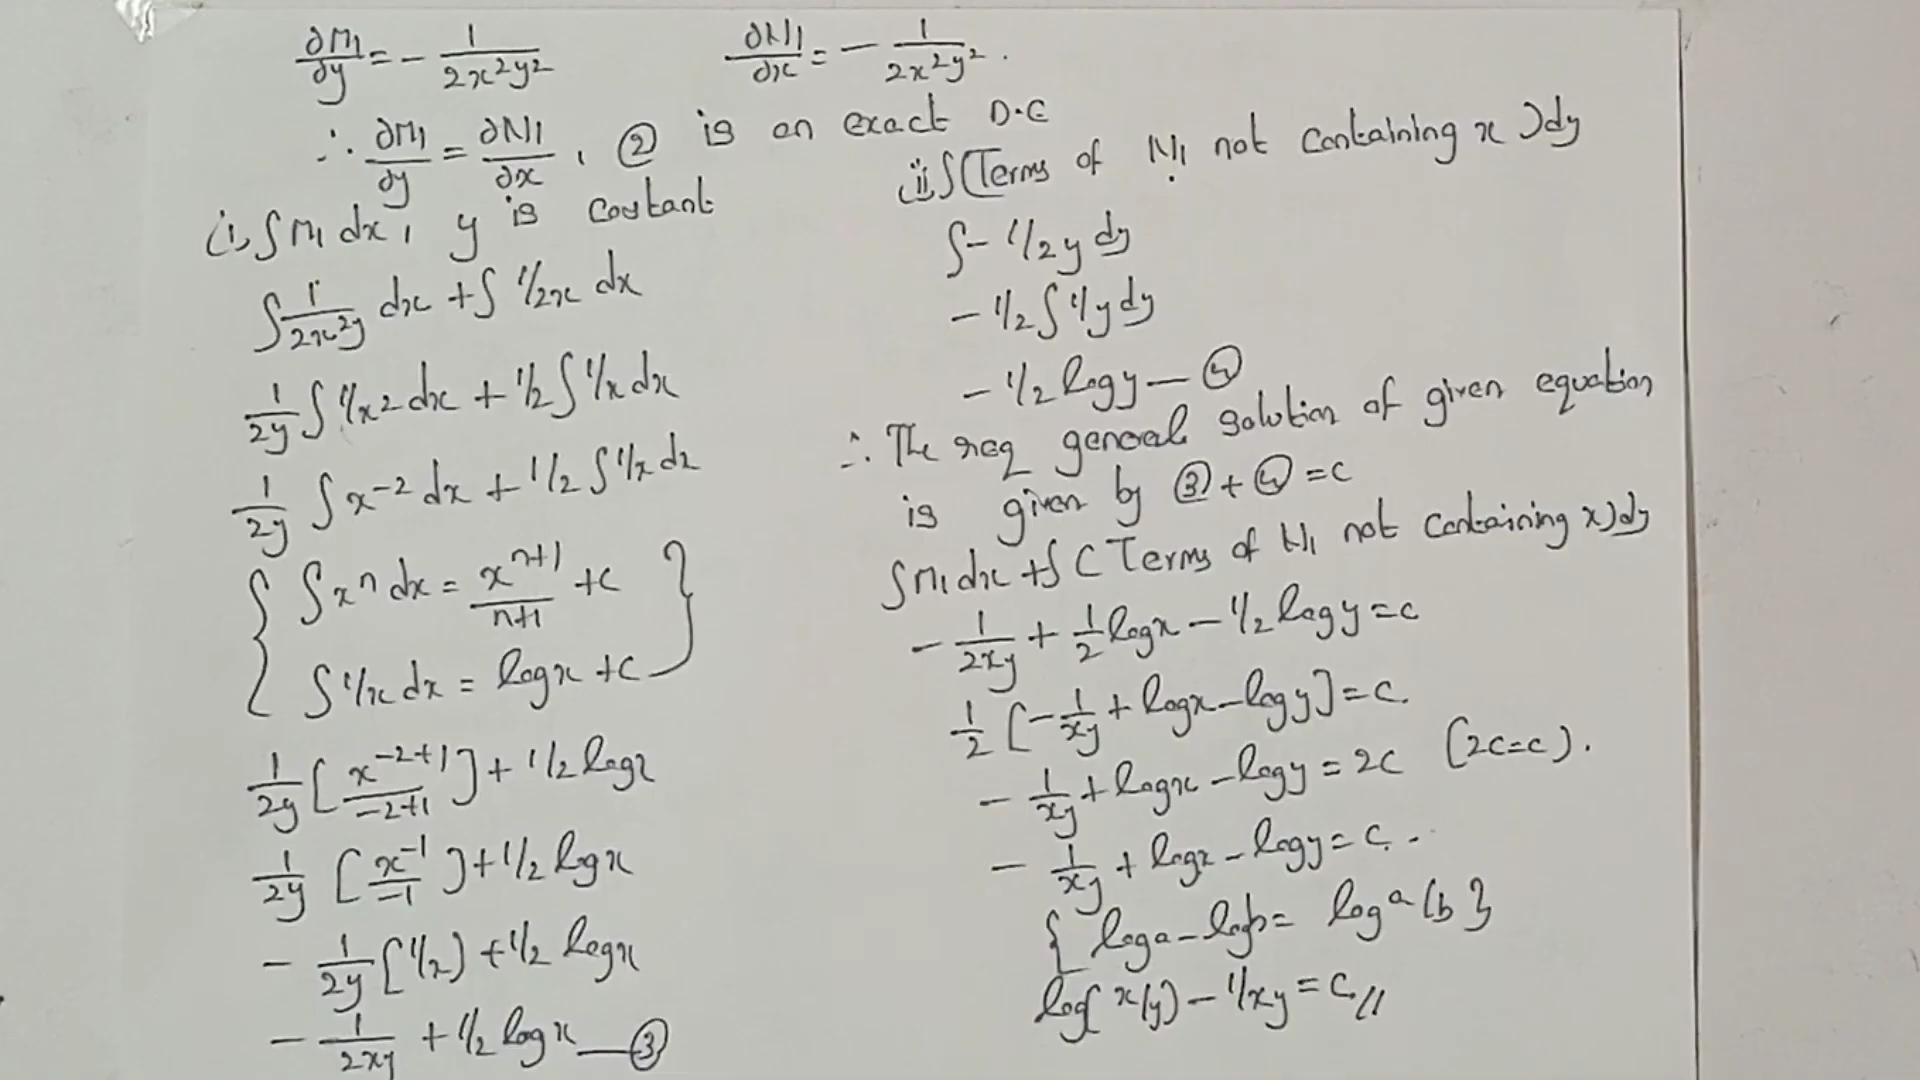 ∂M₁/∂y = - 1/2x²y²    ∂N₁/∂x = - 1/2x²y².
∴ ∂M₁/∂y = ∂N₁/∂x , ② is an exact D.E
(i) ∫M₁ dx, y is constant
∫ 1/2x²y dx + ∫ 1/2x dx
1/2y ∫ 1/x² dx + 1/2 ∫ 1/x dx
1/2y ∫ x⁻² dx + 1/2 ∫ 1/x dx
{ ∫xⁿ dx = xⁿ⁺¹/n+1 + c
∫ 1/x dx = log x + c }
1/2y [x⁻²⁺¹/-2+1] + 1/2 log x
1/2y [x⁻¹/-1] + 1/2 log x
- 1/2y [1/x) + 1/2 log x
- 1/2xy + 1/2 log x — ③
(ii) ∫(Terms of N₁ not containing x)dy
∫ - 1/2y dy
- 1/2 ∫ 1/y dy
- 1/2 log y — ④
∴ The req general solution of given equation
is given by ③ + ④ = c
∫M₁dx + ∫ ( Terms of N₁ not containing x)dy
- 1/2xy + 1/2 log x - 1/2 log y = c
1/2 [- 1/xy + log x - log y] = c.
- 1/xy + log x - log y = 2c (2c=c).
- 1/xy + log x - log y = c.
{ log a - log b = log a/b }
log( x/y) - 1/xy = c //